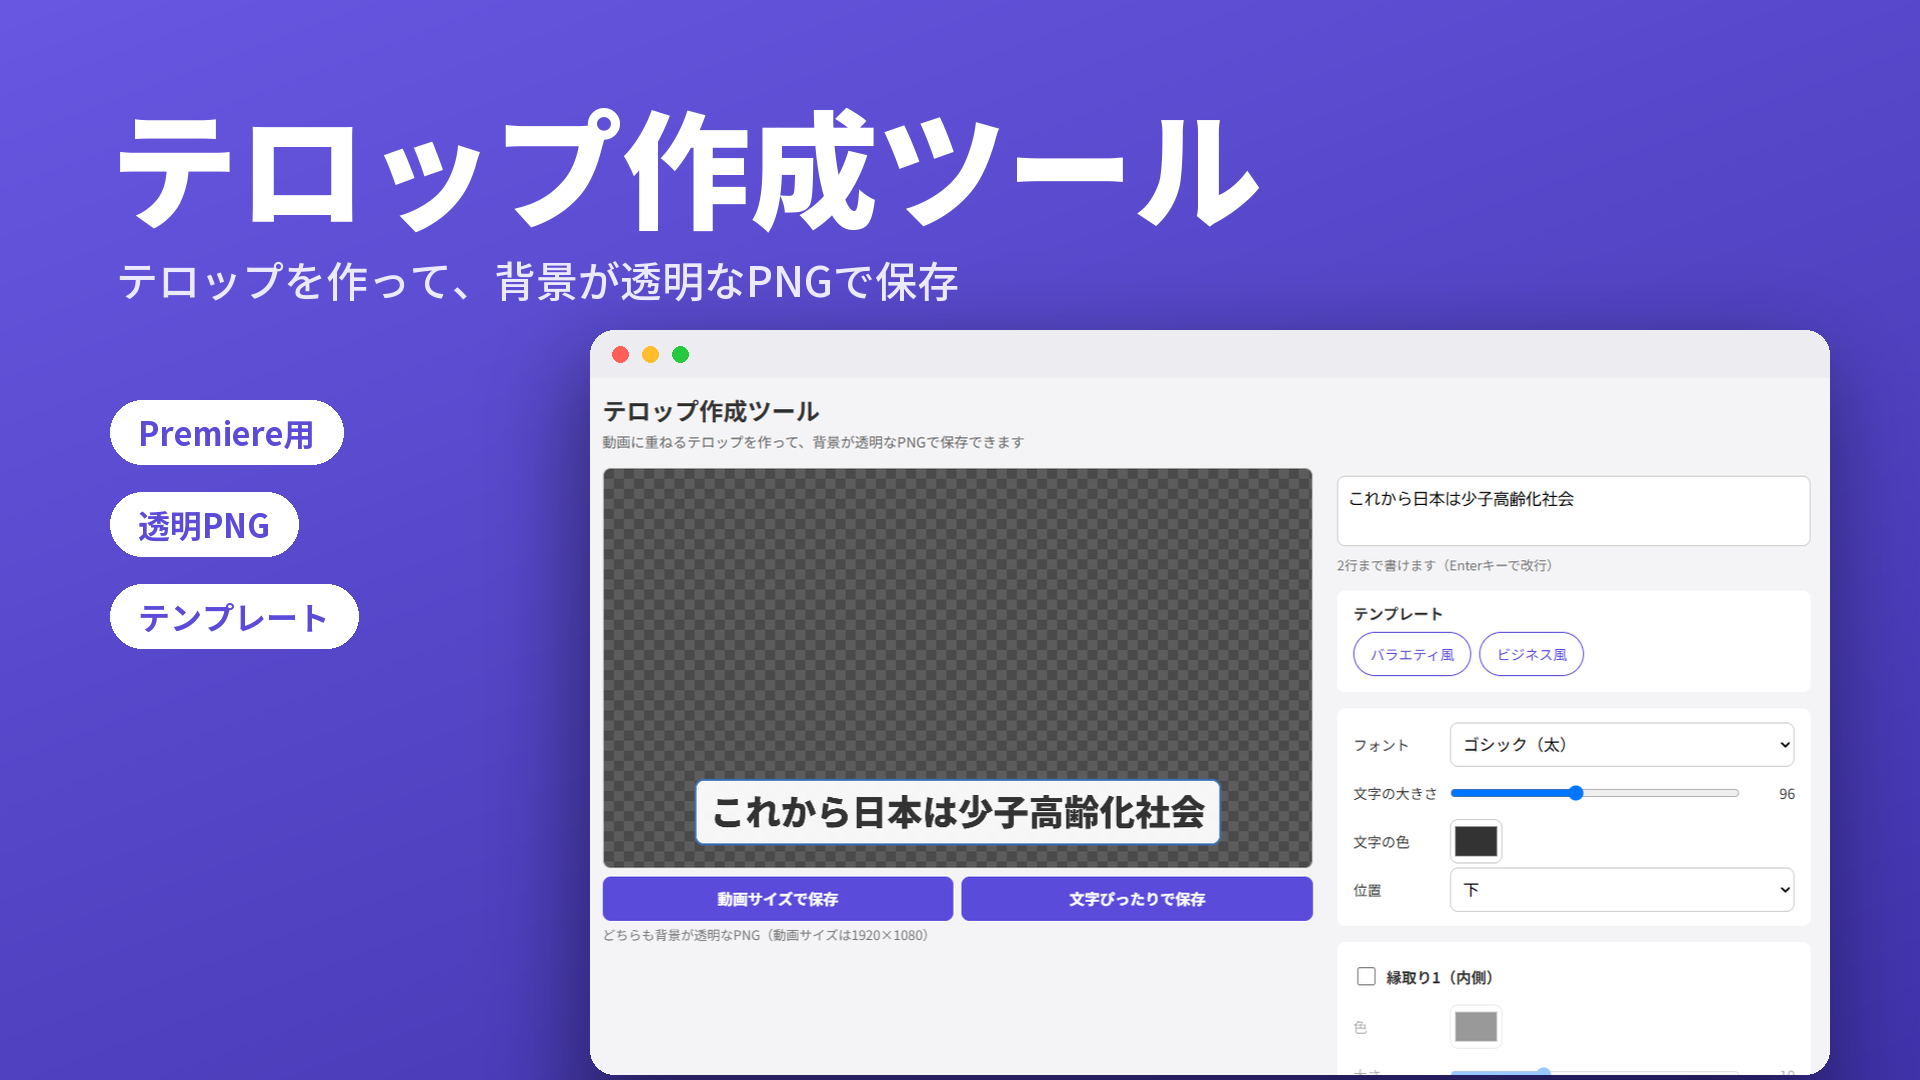 テロップ作成ツール
テロップを作って、背景が透明なPNGで保存
Premiere用
透明PNG
テンプレート
テロップ作成ツール
動画に重ねるテロップを作って、背景が透明なPNGで保存できます
これから日本は少子高齢化社会
動画サイズで保存
文字ぴったりで保存
どちらも背景が透明なPNG（動画サイズは1920×1080）
これから日本は少子高齢化社会
2行まで書けます（Enterキーで改行）
テンプレート
バラエティ風
ビジネス風
フォント
ゴシック（太）
文字の大きさ
96
文字の色
位置
下
縁取り1（内側）
色